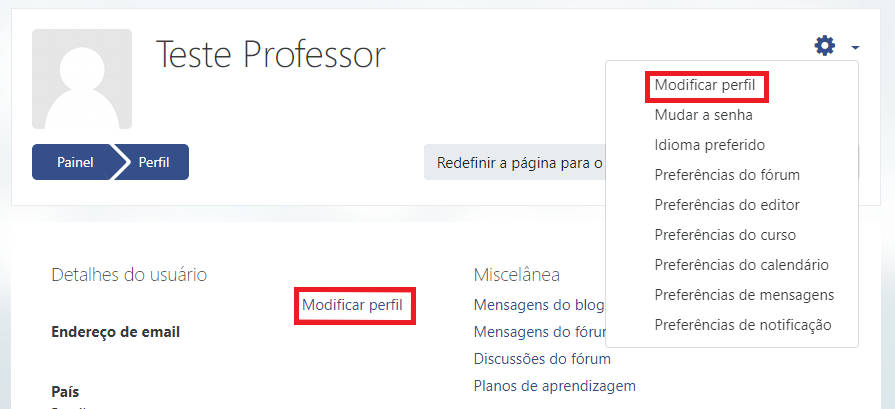 Teste Professor
Painel
Perfil
Redefinir a página para o
Modificar perfil
Mudar a senha
Idioma preferido
Preferências do fórum
Preferências do editor
Preferências do curso
Preferências do calendário
Preferências de mensagens
Preferências de notificação
Detalhes do usuário
Modificar perfil
Endereço de email
País
Miscelânea
Mensagens do blog
Mensagens do fórum
Discussões do fórum
Planos de aprendizagem